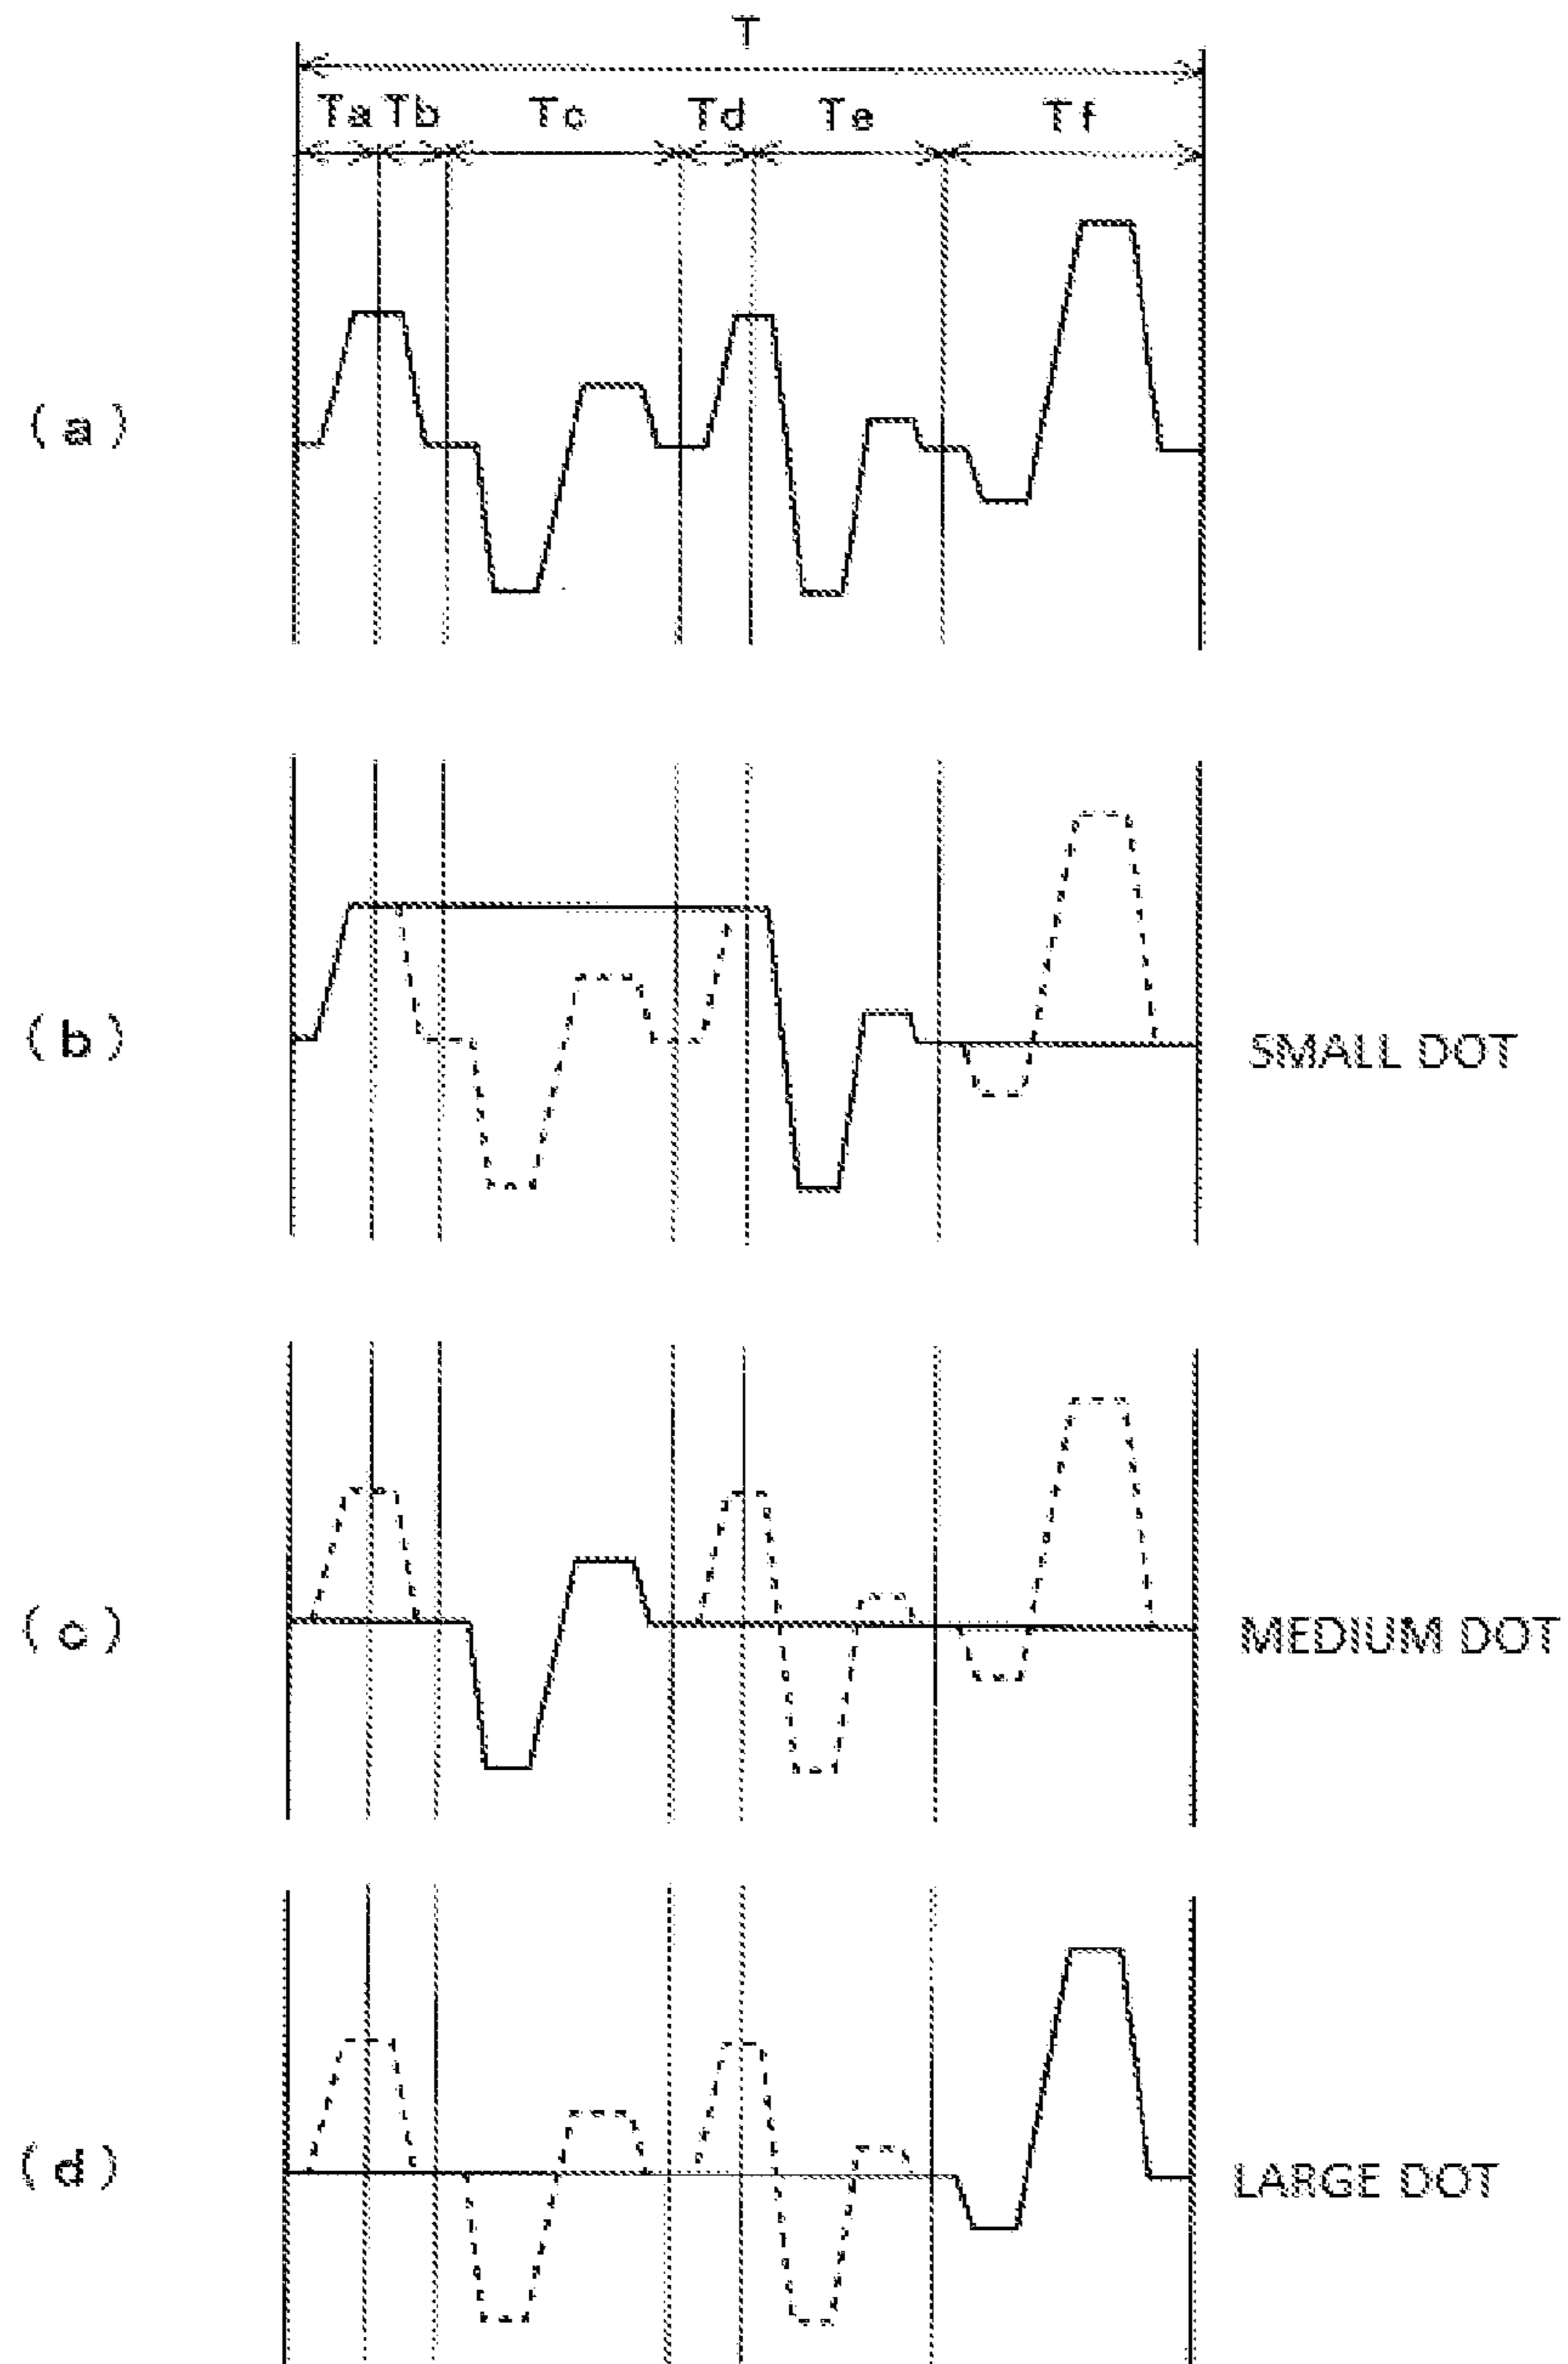 T
Ta Tb Tc Td Te Tf
(a)
(b) SMALL DOT
(c) MEDIUM DOT
(d) LARGE DOT